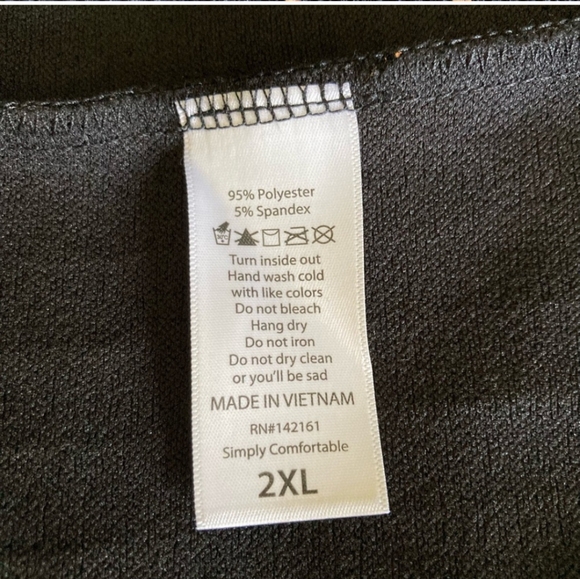 95% Polyester
5% Spandex
Turn inside out
Hand wash cold
with like colors
Do not bleach
Hang dry
Do not iron
Do not dry clean
or you'll be sad
MADE IN VIETNAM
RN#142161
Simply Comfortable
2XL